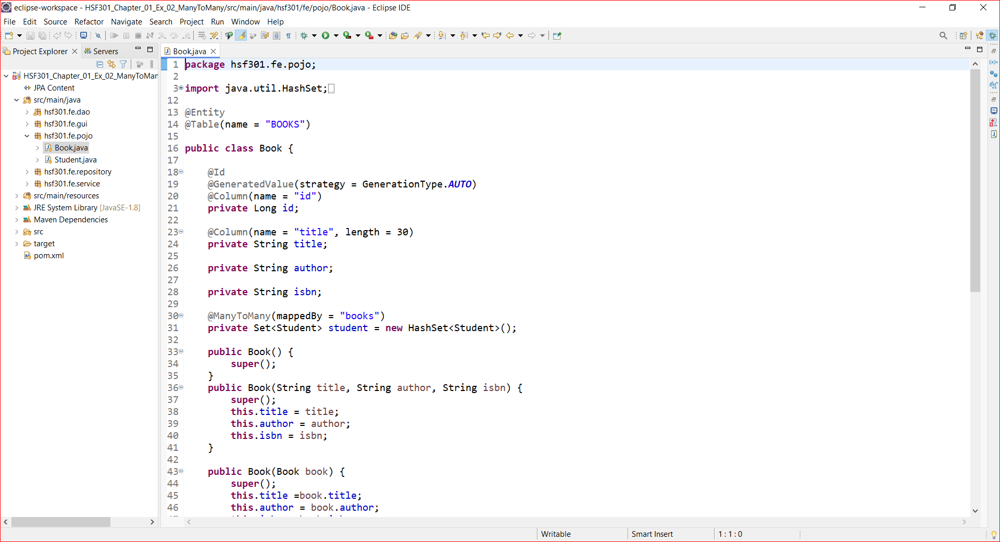 eclipse-workspace - HSF301_Chapter_01_Ex_02_ManyToMany/src/main/java/hsf301/fe/pojo/Book.java - Eclipse IDE
File Edit Source Refactor Navigate Search Project Run Window Help
Project Explorer Servers
HSF301_Chapter_01_Ex_02_ManyToMan
JPA Content
src/main/java
hsf301.fe.dao
hsf301.fe.gui
hsf301.fe.pojo
Book.java
Student.java
hsf301.fe.repository
hsf301.fe.service
src/main/resources
JRE System Library [JavaSE-1.8]
Maven Dependencies
src
target
pom.xml
Book.java
1 package hsf301.fe.pojo;
2
3 import java.util.HashSet;
12
13 @Entity
14 @Table(name = "BOOKS")
15
16 public class Book {
17
18 @Id
19 @GeneratedValue(strategy = GenerationType.AUTO)
20 @Column(name = "id")
21 private Long id;
22
23 @Column(name = "title", length = 30)
24 private String title;
25
26 private String author;
27
28 private String isbn;
29
30 @ManyToMany(mappedBy = "books")
31 private Set<Student> student = new HashSet<Student>();
32
33 public Book() {
34 super();
35 }
36 public Book(String title, String author, String isbn) {
37 super();
38 this.title = title;
39 this.author = author;
40 this.isbn = isbn;
41 }
42
43 public Book(Book book) {
44 super();
45 this.title =book.title;
46 this.author = book.author;
Writable Smart Insert 1 : 1 : 0